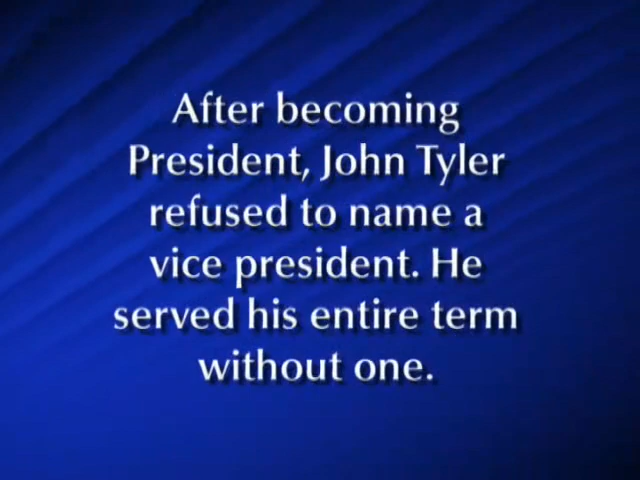 After becoming
President, John Tyler
refused to name a
vice president. He
served his entire term
without one.